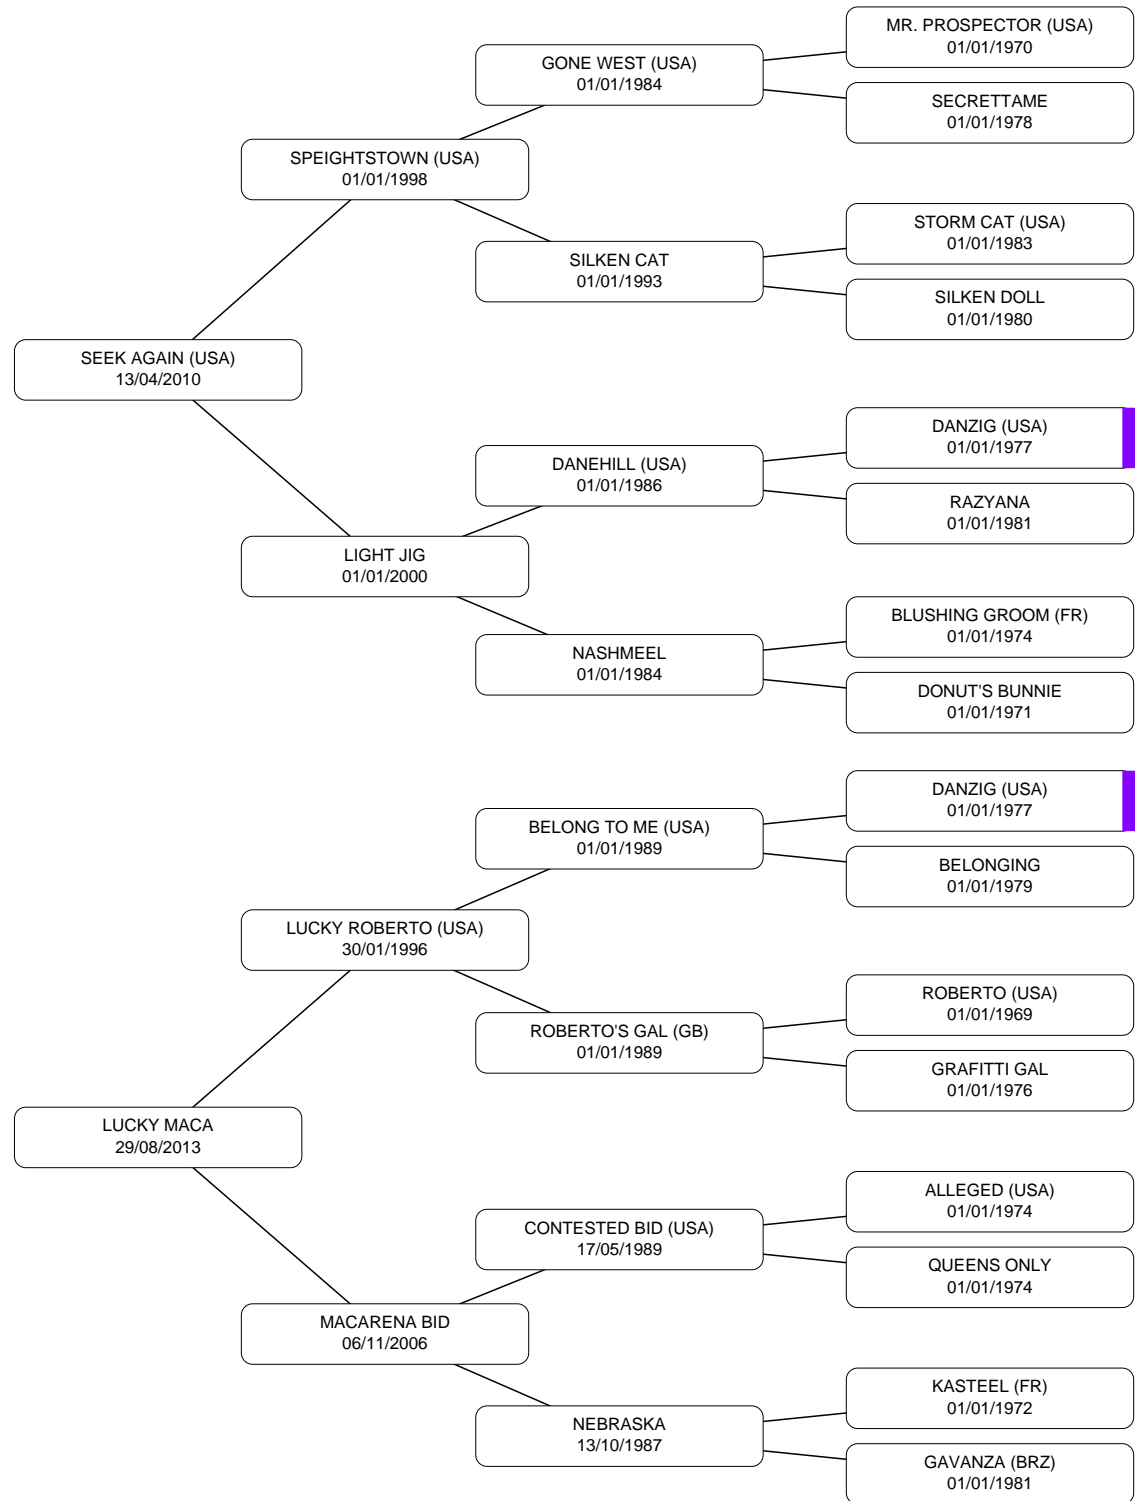 MR. PROSPECTOR (USA)
01/01/1970
GONE WEST (USA)
01/01/1984
SECRETTAME
01/01/1978
SPEIGHTSTOWN (USA)
01/01/1998
STORM CAT (USA)
01/01/1983
SILKEN CAT
01/01/1993
SILKEN DOLL
01/01/1980
SEEK AGAIN (USA)
13/04/2010
DANZIG (USA)
01/01/1977
DANEHILL (USA)
01/01/1986
RAZYANA
01/01/1981
LIGHT JIG
01/01/2000
BLUSHING GROOM (FR)
01/01/1974
NASHMEEL
01/01/1984
DONUT'S BUNNIE
01/01/1971
DANZIG (USA)
01/01/1977
BELONG TO ME (USA)
01/01/1989
BELONGING
01/01/1979
LUCKY ROBERTO (USA)
30/01/1996
ROBERTO (USA)
01/01/1969
ROBERTO'S GAL (GB)
01/01/1989
GRAFITTI GAL
01/01/1976
LUCKY MACA
29/08/2013
ALLEGED (USA)
01/01/1974
CONTESTED BID (USA)
17/05/1989
QUEENS ONLY
01/01/1974
MACARENA BID
06/11/2006
KASTEEL (FR)
01/01/1972
NEBRASKA
13/10/1987
GAVANZA (BRZ)
01/01/1981